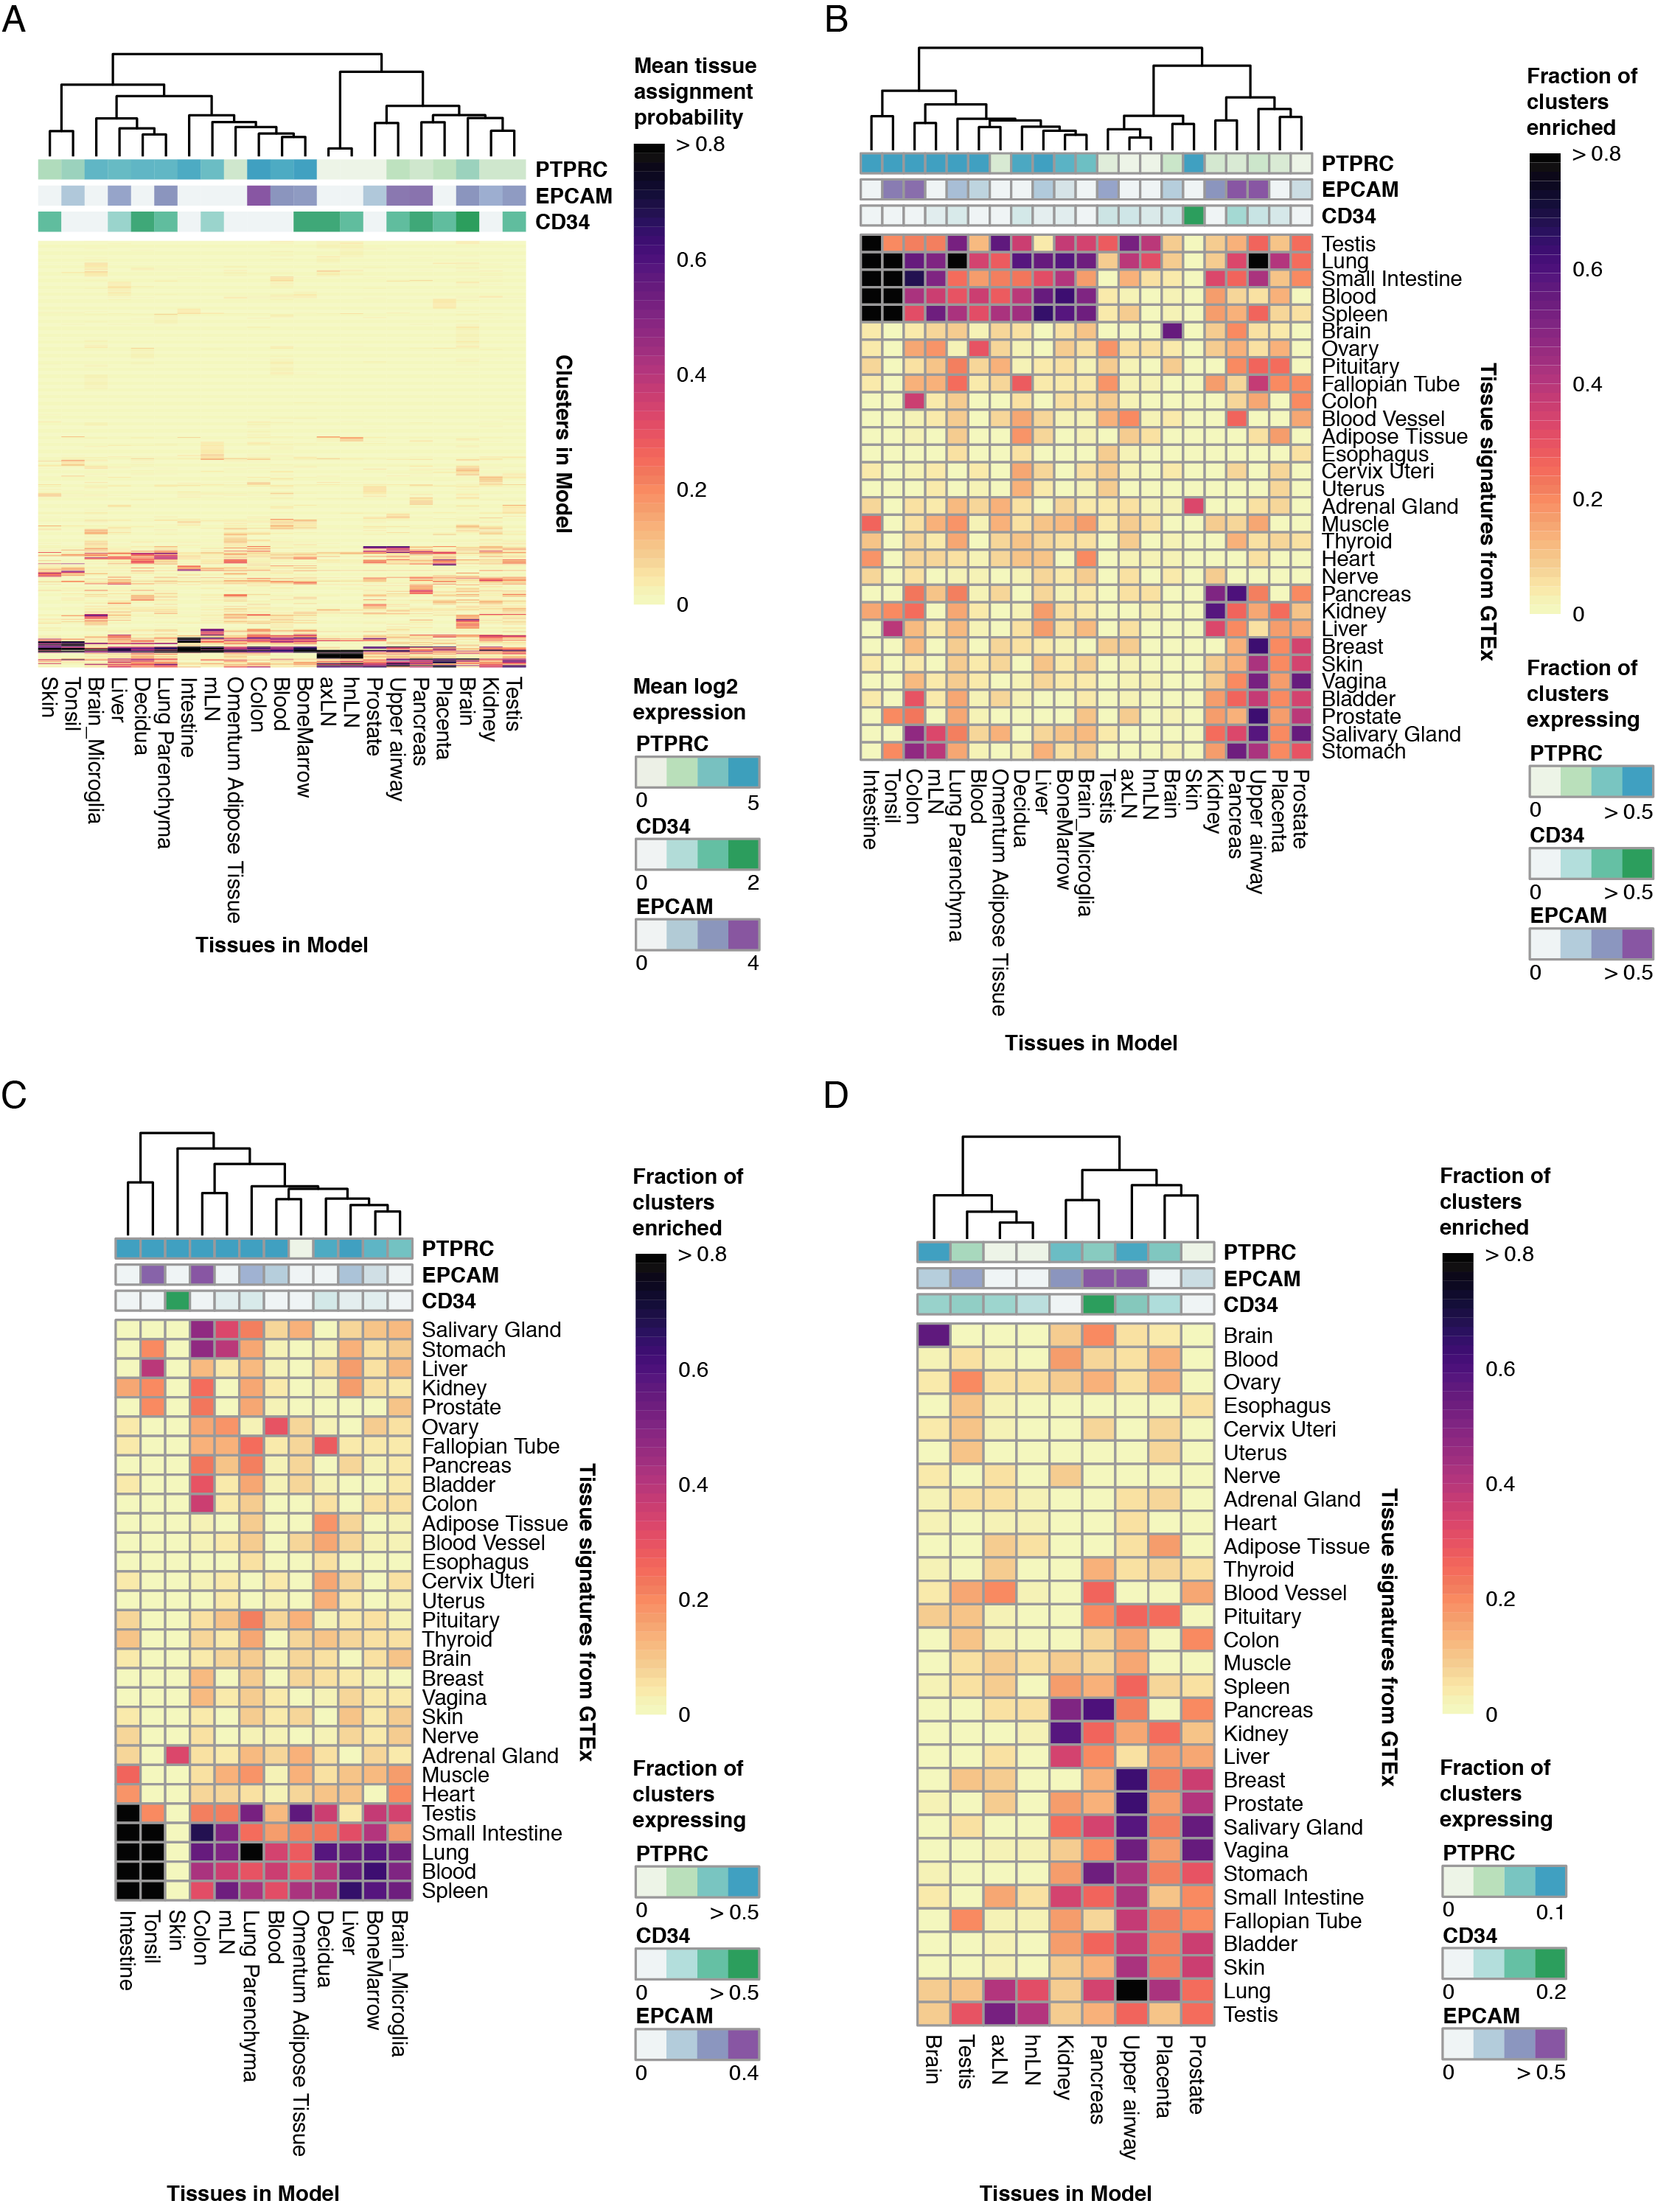 A
Mean tissue
assignment
probability
> 0.8
0.6
0.4
0.2
0
PTPRC
EPCAM
CD34
Clusters in Model
Skin
Tonsil
Brain_Microglia
Liver
Decidua
Lung Parenchyma
Intestine
mLN
Omentum Adipose Tissue
Colon
Blood
BoneMarrow
axLN
hnLN
Prostate
Upper airway
Pancreas
Placenta
Brain
Kidney
Testis
Tissues in Model
Mean log2
expression
PTPRC
0 5
CD34
0 2
EPCAM
0 4
B
Fraction of
clusters
enriched
> 0.8
0.6
0.4
0.2
0
PTPRC
EPCAM
CD34
Testis
Lung
Small Intestine
Blood
Spleen
Brain
Ovary
Pituitary
Fallopian Tube
Colon
Blood Vessel
Adipose Tissue
Esophagus
Cervix Uteri
Uterus
Adrenal Gland
Muscle
Thyroid
Heart
Nerve
Pancreas
Kidney
Liver
Breast
Skin
Vagina
Bladder
Prostate
Salivary Gland
Stomach
Tissue signatures from GTEx
Intestine
Tonsil
Colon
mLN
Lung Parenchyma
Blood
Omentum Adipose Tissue
Decidua
Liver
BoneMarrow
Brain_Microglia
Testis
axLN
hnLN
Brain
Skin
Kidney
Pancreas
Upper airway
Placenta
Prostate
Tissues in Model
Fraction of
clusters
expressing
PTPRC
0 > 0.5
CD34
0 > 0.5
EPCAM
0 > 0.5
C
Fraction of
clusters
enriched
> 0.8
0.6
0.4
0.2
0
PTPRC
EPCAM
CD34
Salivary Gland
Stomach
Liver
Kidney
Prostate
Ovary
Fallopian Tube
Pancreas
Bladder
Colon
Adipose Tissue
Blood Vessel
Esophagus
Cervix Uteri
Uterus
Pituitary
Thyroid
Brain
Breast
Vagina
Skin
Nerve
Adrenal Gland
Muscle
Heart
Testis
Small Intestine
Lung
Blood
Spleen
Tissue signatures from GTEx
Intestine
Tonsil
Skin
Colon
mLN
Lung Parenchyma
Blood
Omentum Adipose Tissue
Decidua
Liver
BoneMarrow
Brain_Microglia
Tissues in Model
Fraction of
clusters
expressing
PTPRC
0 > 0.5
CD34
0 > 0.5
EPCAM
0 0.4
D
Fraction of
clusters
enriched
> 0.8
0.6
0.4
0.2
0
PTPRC
EPCAM
CD34
Brain
Blood
Ovary
Esophagus
Cervix Uteri
Uterus
Nerve
Adrenal Gland
Heart
Adipose Tissue
Thyroid
Blood Vessel
Pituitary
Colon
Muscle
Spleen
Pancreas
Kidney
Liver
Breast
Prostate
Salivary Gland
Vagina
Stomach
Small Intestine
Fallopian Tube
Bladder
Skin
Lung
Testis
Tissue signatures from GTEx
Brain
Testis
axLN
hnLN
Kidney
Pancreas
Upper airway
Placenta
Prostate
Tissues in Model
Fraction of
clusters
expressing
PTPRC
0 0.1
CD34
0 0.2
EPCAM
0 > 0.5